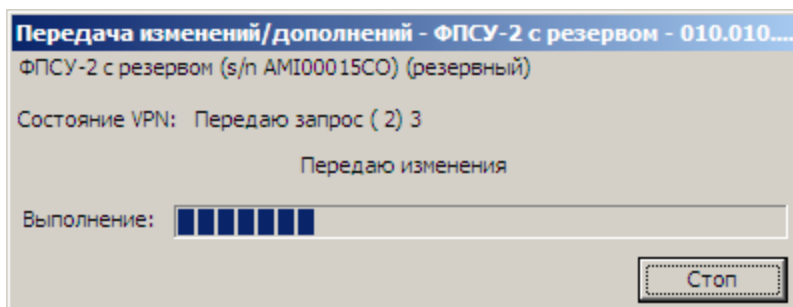 Передача изменений/дополнений - ФПСУ-2 с резервом - 010.010....
ФПСУ-2 с резервом (s/n AMI00015CO) (резервный)
Состояние VPN: Передаю запрос ( 2) 3
Передаю изменения
Выполнение:
Стоп